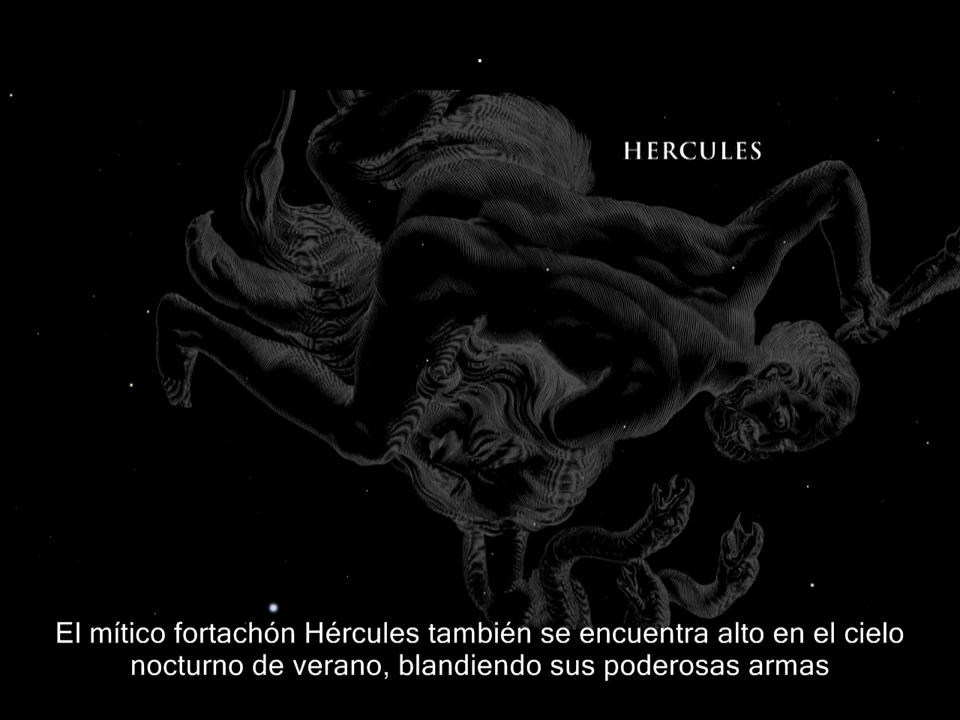 HERCULES
El mítico fortachón Hércules también se encuentra alto en el cielo
nocturno de verano, blandiendo sus poderosas armas